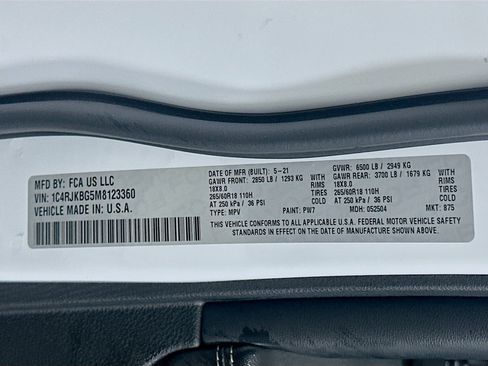 MFD BY: FCA US LLC
VIN: 1C4RJKBG5M8123360
VEHICLE MADE IN: U.S.A.
DATE OF MFR (BUILT): 5-21 GVWR: 6500 LB / 2949 KG
GAWR FRONT: 2850 LB / 1293 KG WITH GAWR REAR: 3700 LB / 1679 KG WITH
18X8.0 RIMS 18X8.0 RIMS
265/60R18 110H TIRES 265/60R18 110H TIRES
AT 250 kPa / 36 PSI COLD AT 250 kPa / 36 PSI COLD
TYPE: MPV PAINT: PW7 MDH: 052504 MKT: 875
THIS VEHICLE CONFORMS TO ALL APPLICABLE U.S.A. FEDERAL MOTOR VEHICLE SAFETY
STANDARDS IN EFFECT ON THE DATE OF MANUFACTURE SHOWN ABOVE.